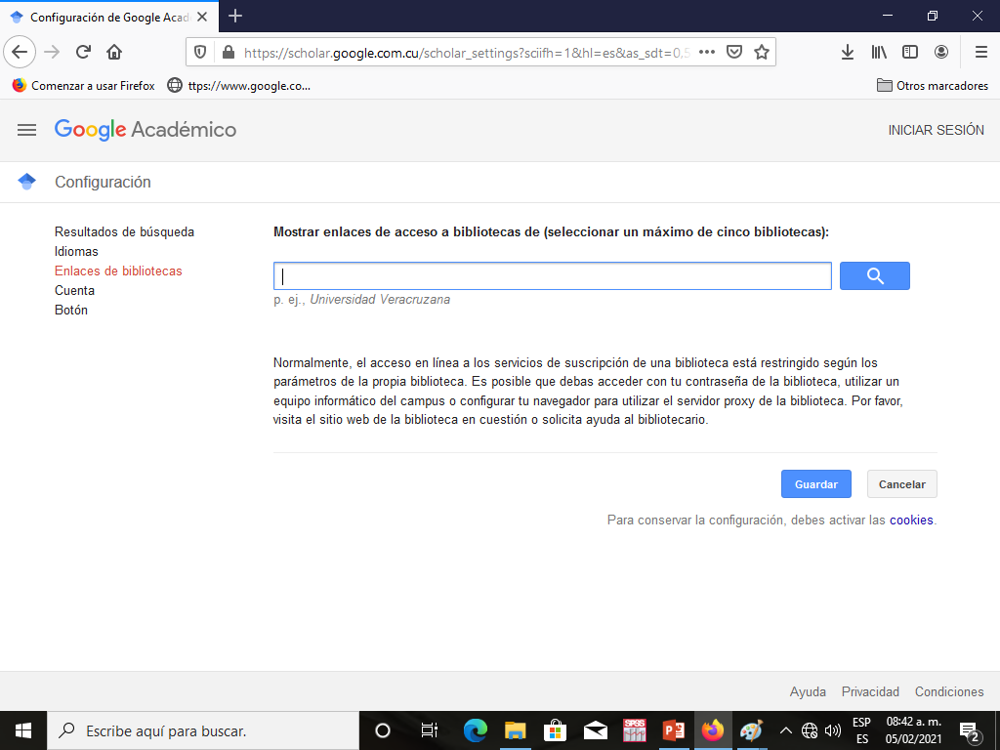 Configuración de Google Acad
https://scholar.google.com.cu/scholar_settings?sciifh=1&hl=es&as_sdt=0,5
Comenzar a usar Firefox
ttps://www.google.co...
Otros marcadores
Google Académico
INICIAR SESIÓN
Configuración
Resultados de búsqueda
Idiomas
Enlaces de bibliotecas
Cuenta
Botón
Mostrar enlaces de acceso a bibliotecas de (seleccionar un máximo de cinco bibliotecas):
p. ej., Universidad Veracruzana
Normalmente, el acceso en línea a los servicios de suscripción de una biblioteca está restringido según los
parámetros de la propia biblioteca. Es posible que debas acceder con tu contraseña de la biblioteca, utilizar un
equipo informático del campus o configurar tu navegador para utilizar el servidor proxy de la biblioteca. Por favor,
visita el sitio web de la biblioteca en cuestión o solicita ayuda al bibliotecario.
Guardar
Cancelar
Para conservar la configuración, debes activar las cookies.
Ayuda
Privacidad
Condiciones
Escribe aquí para buscar.
SPSS
ESP
ES
08:42 a. m.
05/02/2021
2